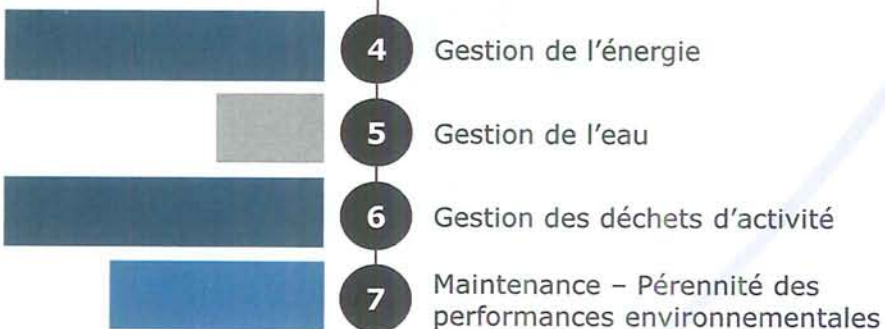 4 Gestion de l'énergie
5 Gestion de l'eau
6 Gestion des déchets d'activité
7 Maintenance – Pérennité des
performances environnementales